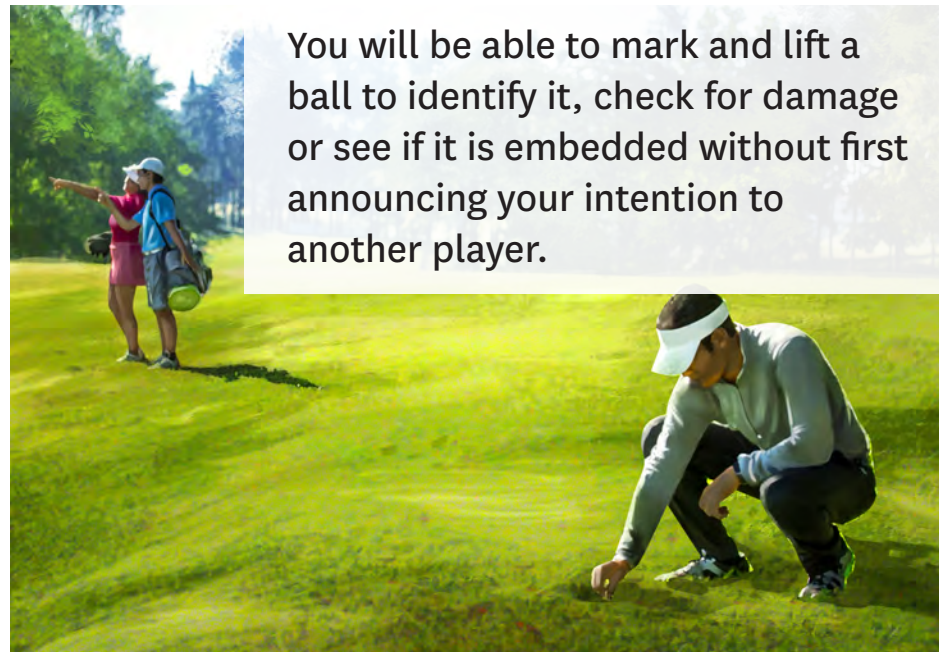 You will be able to mark and lift a
ball to identify it, check for damage
or see if it is embedded without first
announcing your intention to
another player.